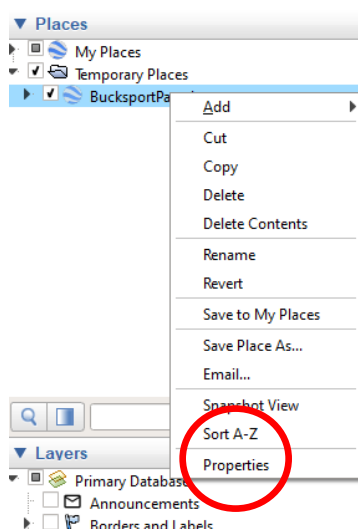 Places
My Places
Temporary Places
Add
Cut
Copy
Delete
Delete Contents
Rename
Revert
Save to My Places
Save Place As...
Email...
Snapshot View
Sort A-Z
Properties
Layers
Primary Database
Announcements
Borders and Labels